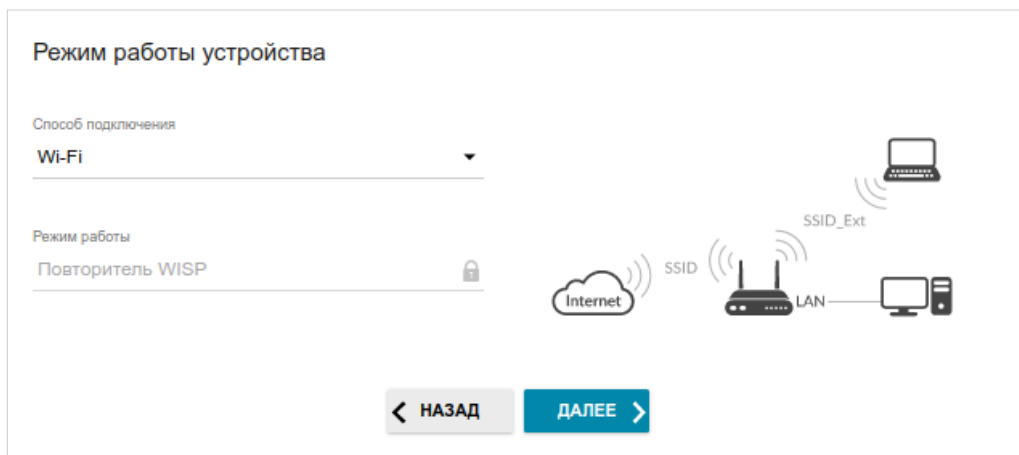 Режим работы устройства
Способ подключения
Wi-Fi
Режим работы
Повторитель WISP
SSID_Ext
SSID
Internet
LAN
НАЗАД
ДАЛЕЕ